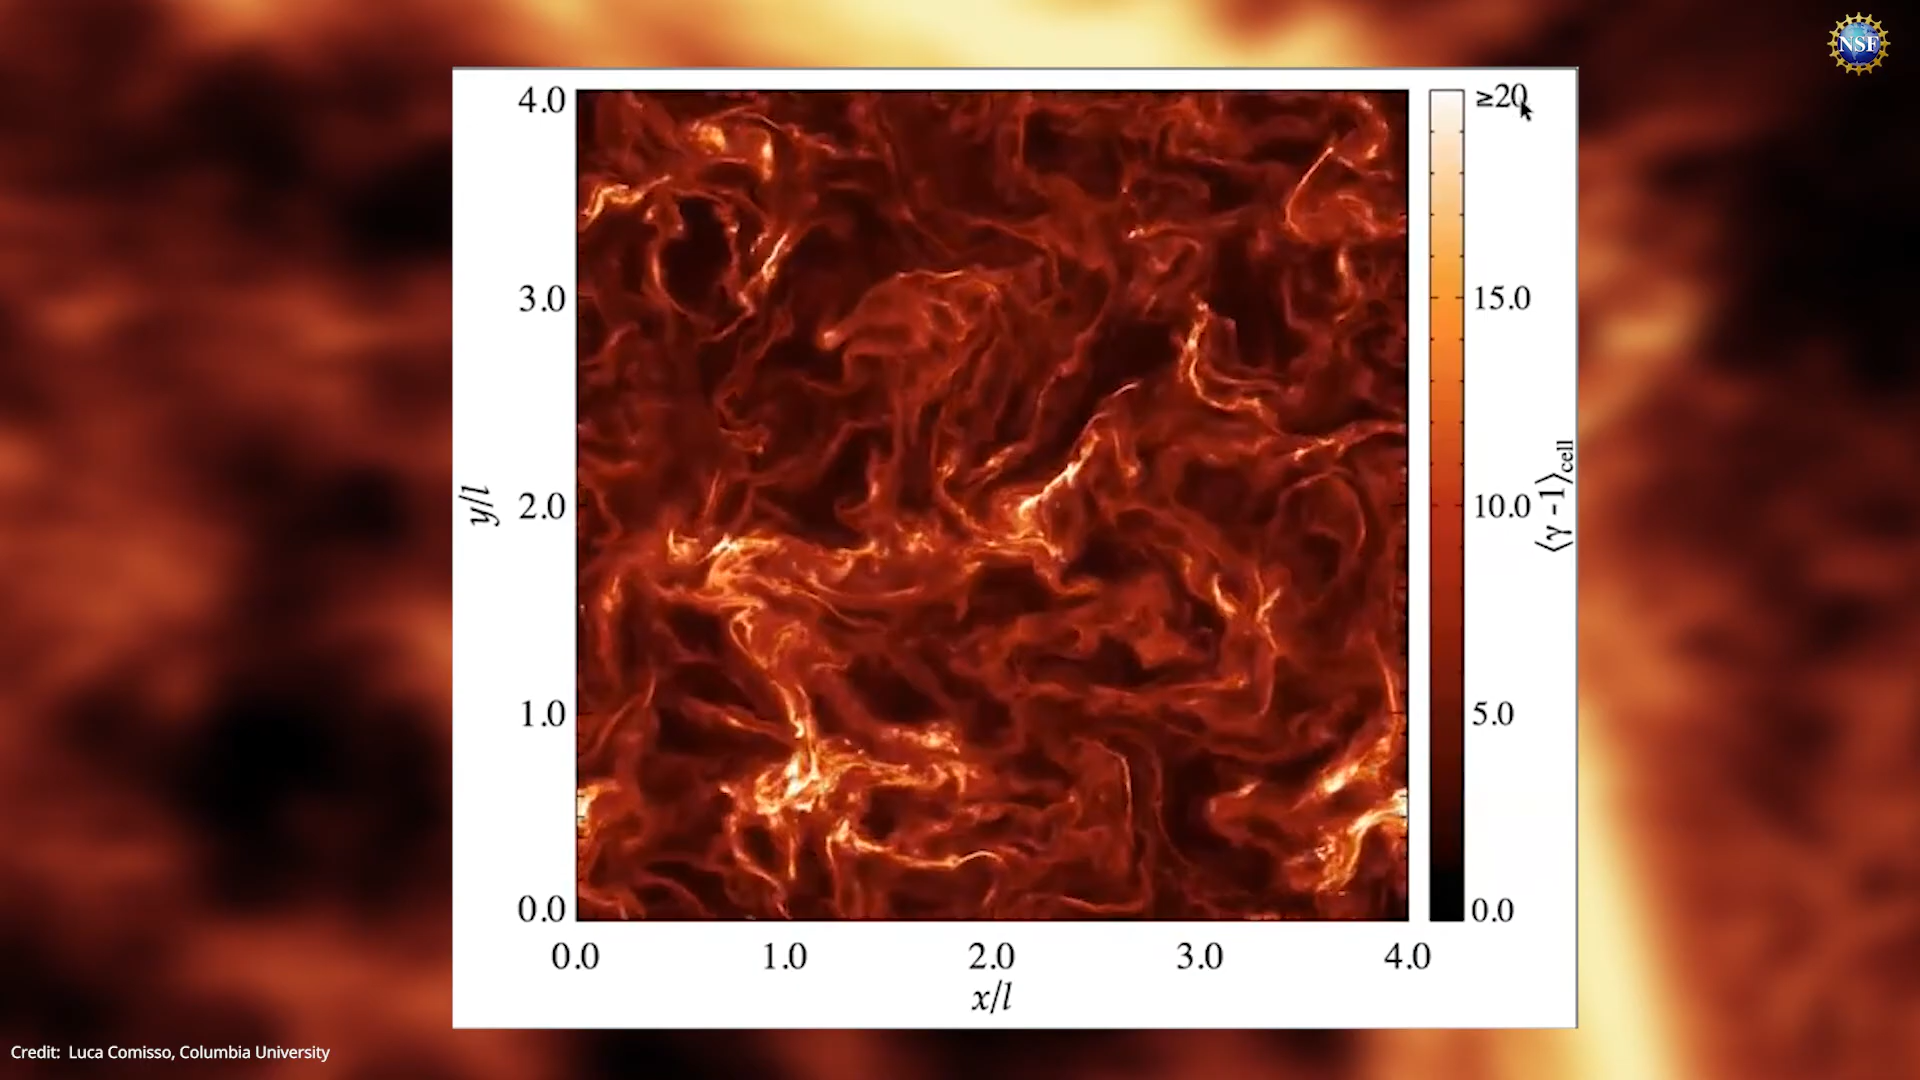 NSF
4.0
3.0
2.0
1.0
0.0
y/l
0.0 1.0 2.0 3.0 4.0
x/l
≥20
15.0
10.0
5.0
0.0
⟨γ -1⟩cell
Credit: Luca Comisso, Columbia University